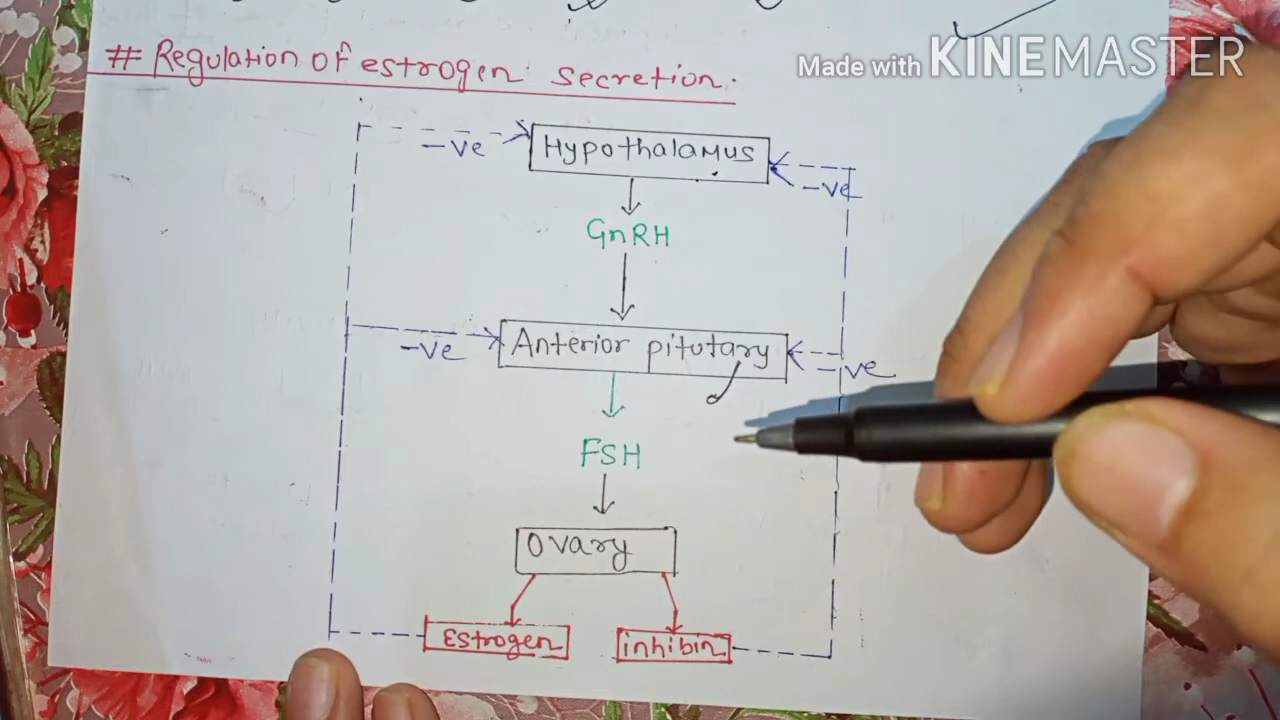 Made with KINEMASTER
# Regulation of estrogen secretion.
-ve
Hypothalamus
-ve
GnRH
-ve
Anterior pitutary
-ve
FSH
Ovary
Estrogen
inhibin